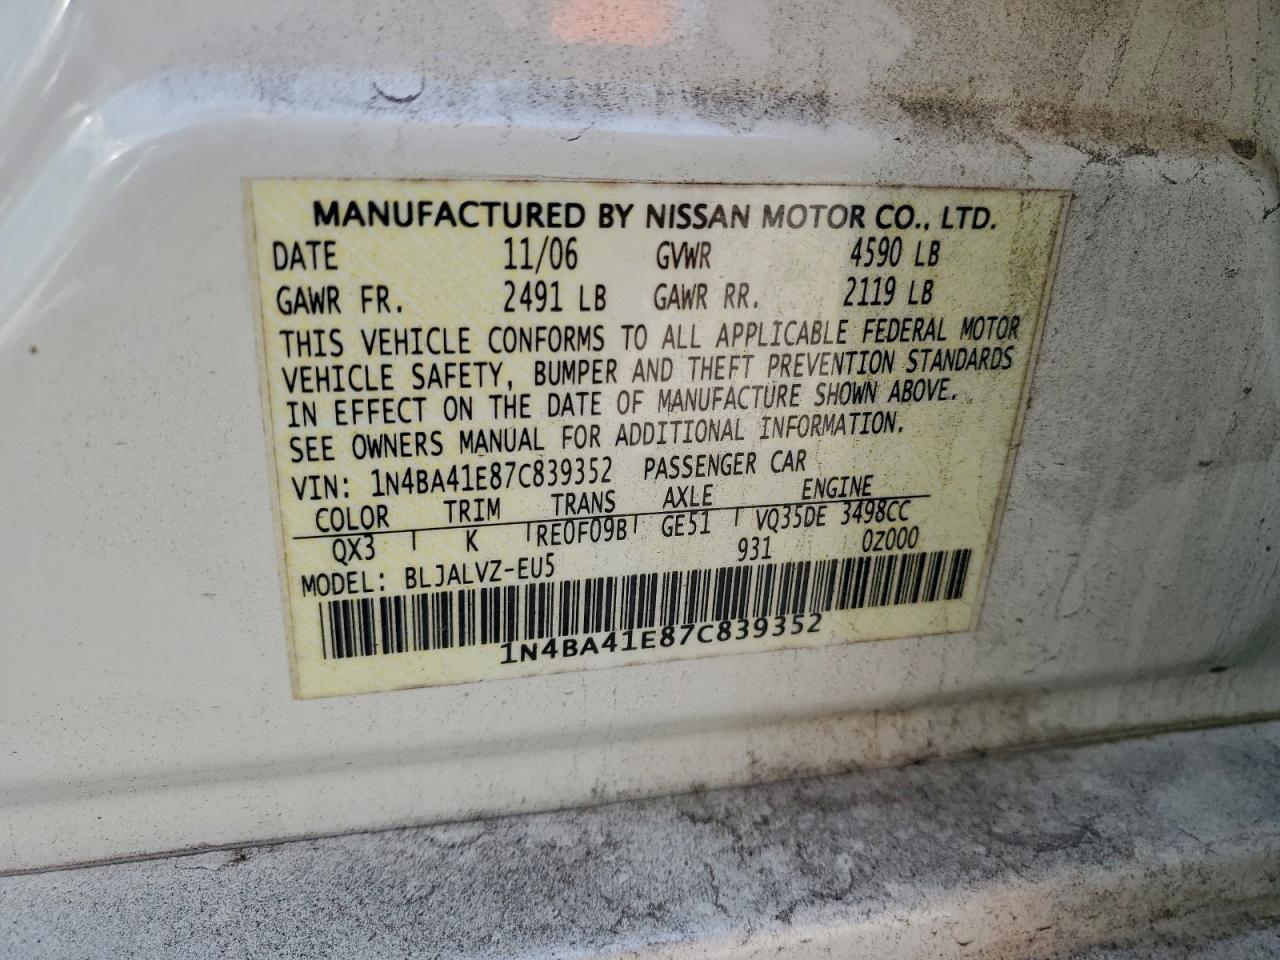 MANUFACTURED BY NISSAN MOTOR CO., LTD.
DATE 11/06 GVWR 4590 LB
GAWR FR. 2491 LB GAWR RR. 2119 LB
THIS VEHICLE CONFORMS TO ALL APPLICABLE FEDERAL MOTOR
VEHICLE SAFETY, BUMPER AND THEFT PREVENTION STANDARDS
IN EFFECT ON THE DATE OF MANUFACTURE SHOWN ABOVE.
SEE OWNERS MANUAL FOR ADDITIONAL INFORMATION.
VIN: 1N4BA41E87C839352 PASSENGER CAR
COLOR TRIM TRANS AXLE ENGINE
QX3 K RE0F09B GE51 VQ35DE 3498CC
MODEL: BLJALVZ-EU5 931 0Z000
1N4BA41E87C839352